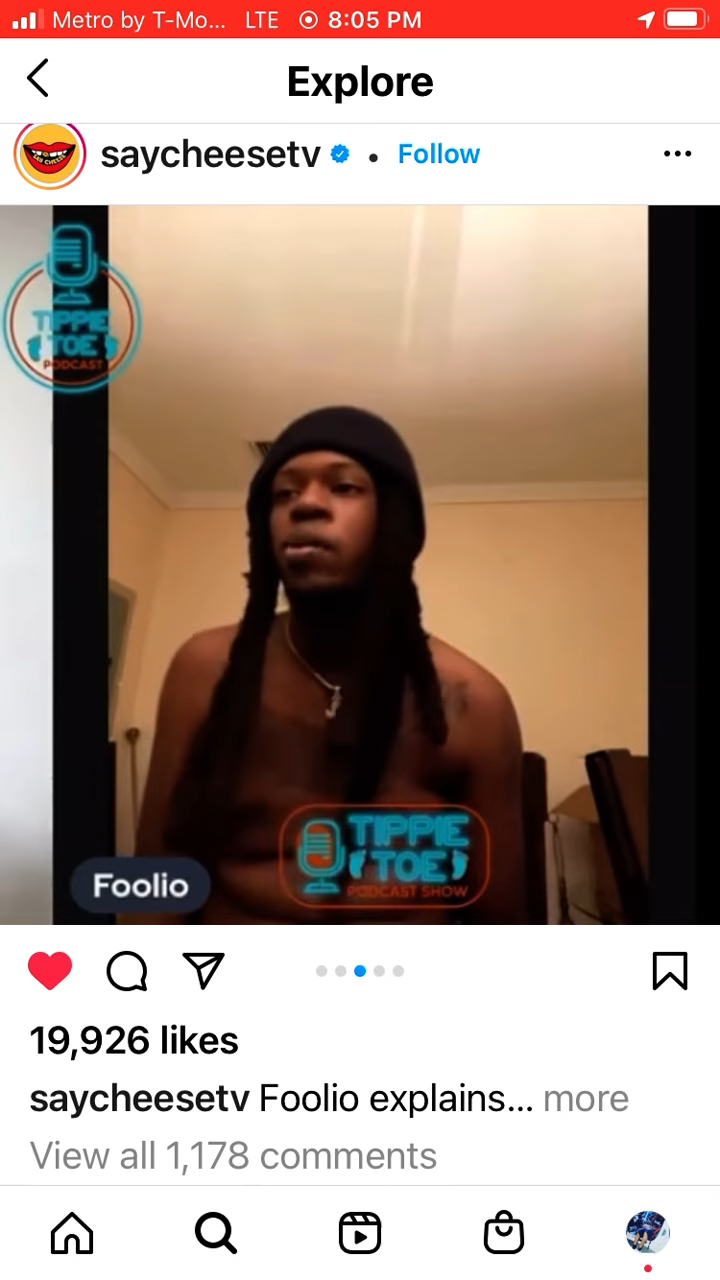 Metro by T-Mo... LTE 8:05 PM
Explore
saycheesetv • Follow
TIPPIE
TOE
PODCAST
TIPPIE
TOE
PODCAST SHOW
Foolio
19,926 likes
saycheesetv Foolio explains... more
View all 1,178 comments